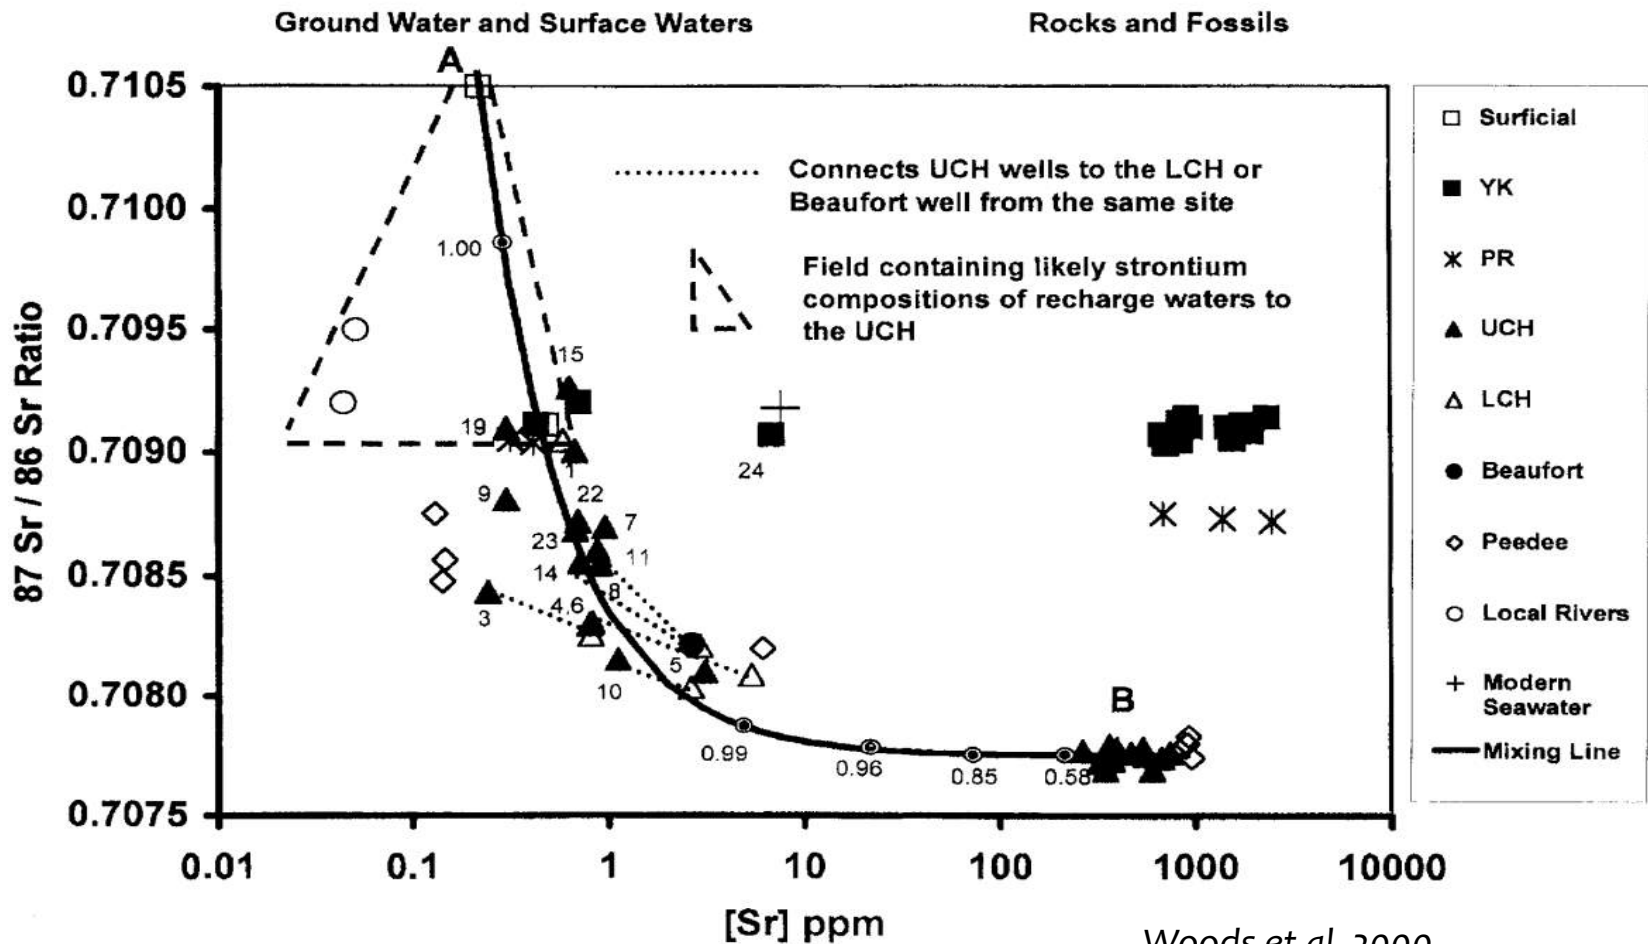 Ground Water and Surface Waters
Rocks and Fossils
A
0.7105
0.7100
0.7095
0.7090
0.7085
0.7080
0.7075
87 Sr / 86 Sr Ratio
Connects UCH wells to the LCH or
Beaufort well from the same site
Field containing likely strontium
compositions of recharge waters to
the UCH
1.00
15
19
1
24
9
22
7
23
11
14
8
4,6
3
5
10
B
0.99
0.96
0.85
0.58
0.01
0.1
1
10
100
1000
10000
[Sr] ppm
Surficial
YK
PR
UCH
LCH
Beaufort
Peedee
Local Rivers
Modern
Seawater
Mixing Line